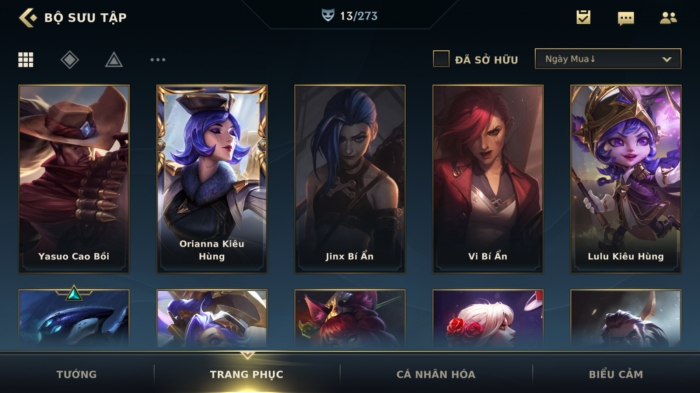 BỘ SƯU TẬP
13/273
ĐÃ SỞ HỮU
Ngày Mua↓
Yasuo Cao Bồi
Orianna Kiêu
Hùng
Jinx Bí Ẩn
Vi Bí Ẩn
Lulu Kiêu Hùng
TƯỚNG
TRANG PHỤC
CÁ NHÂN HÓA
BIỂU CẢM